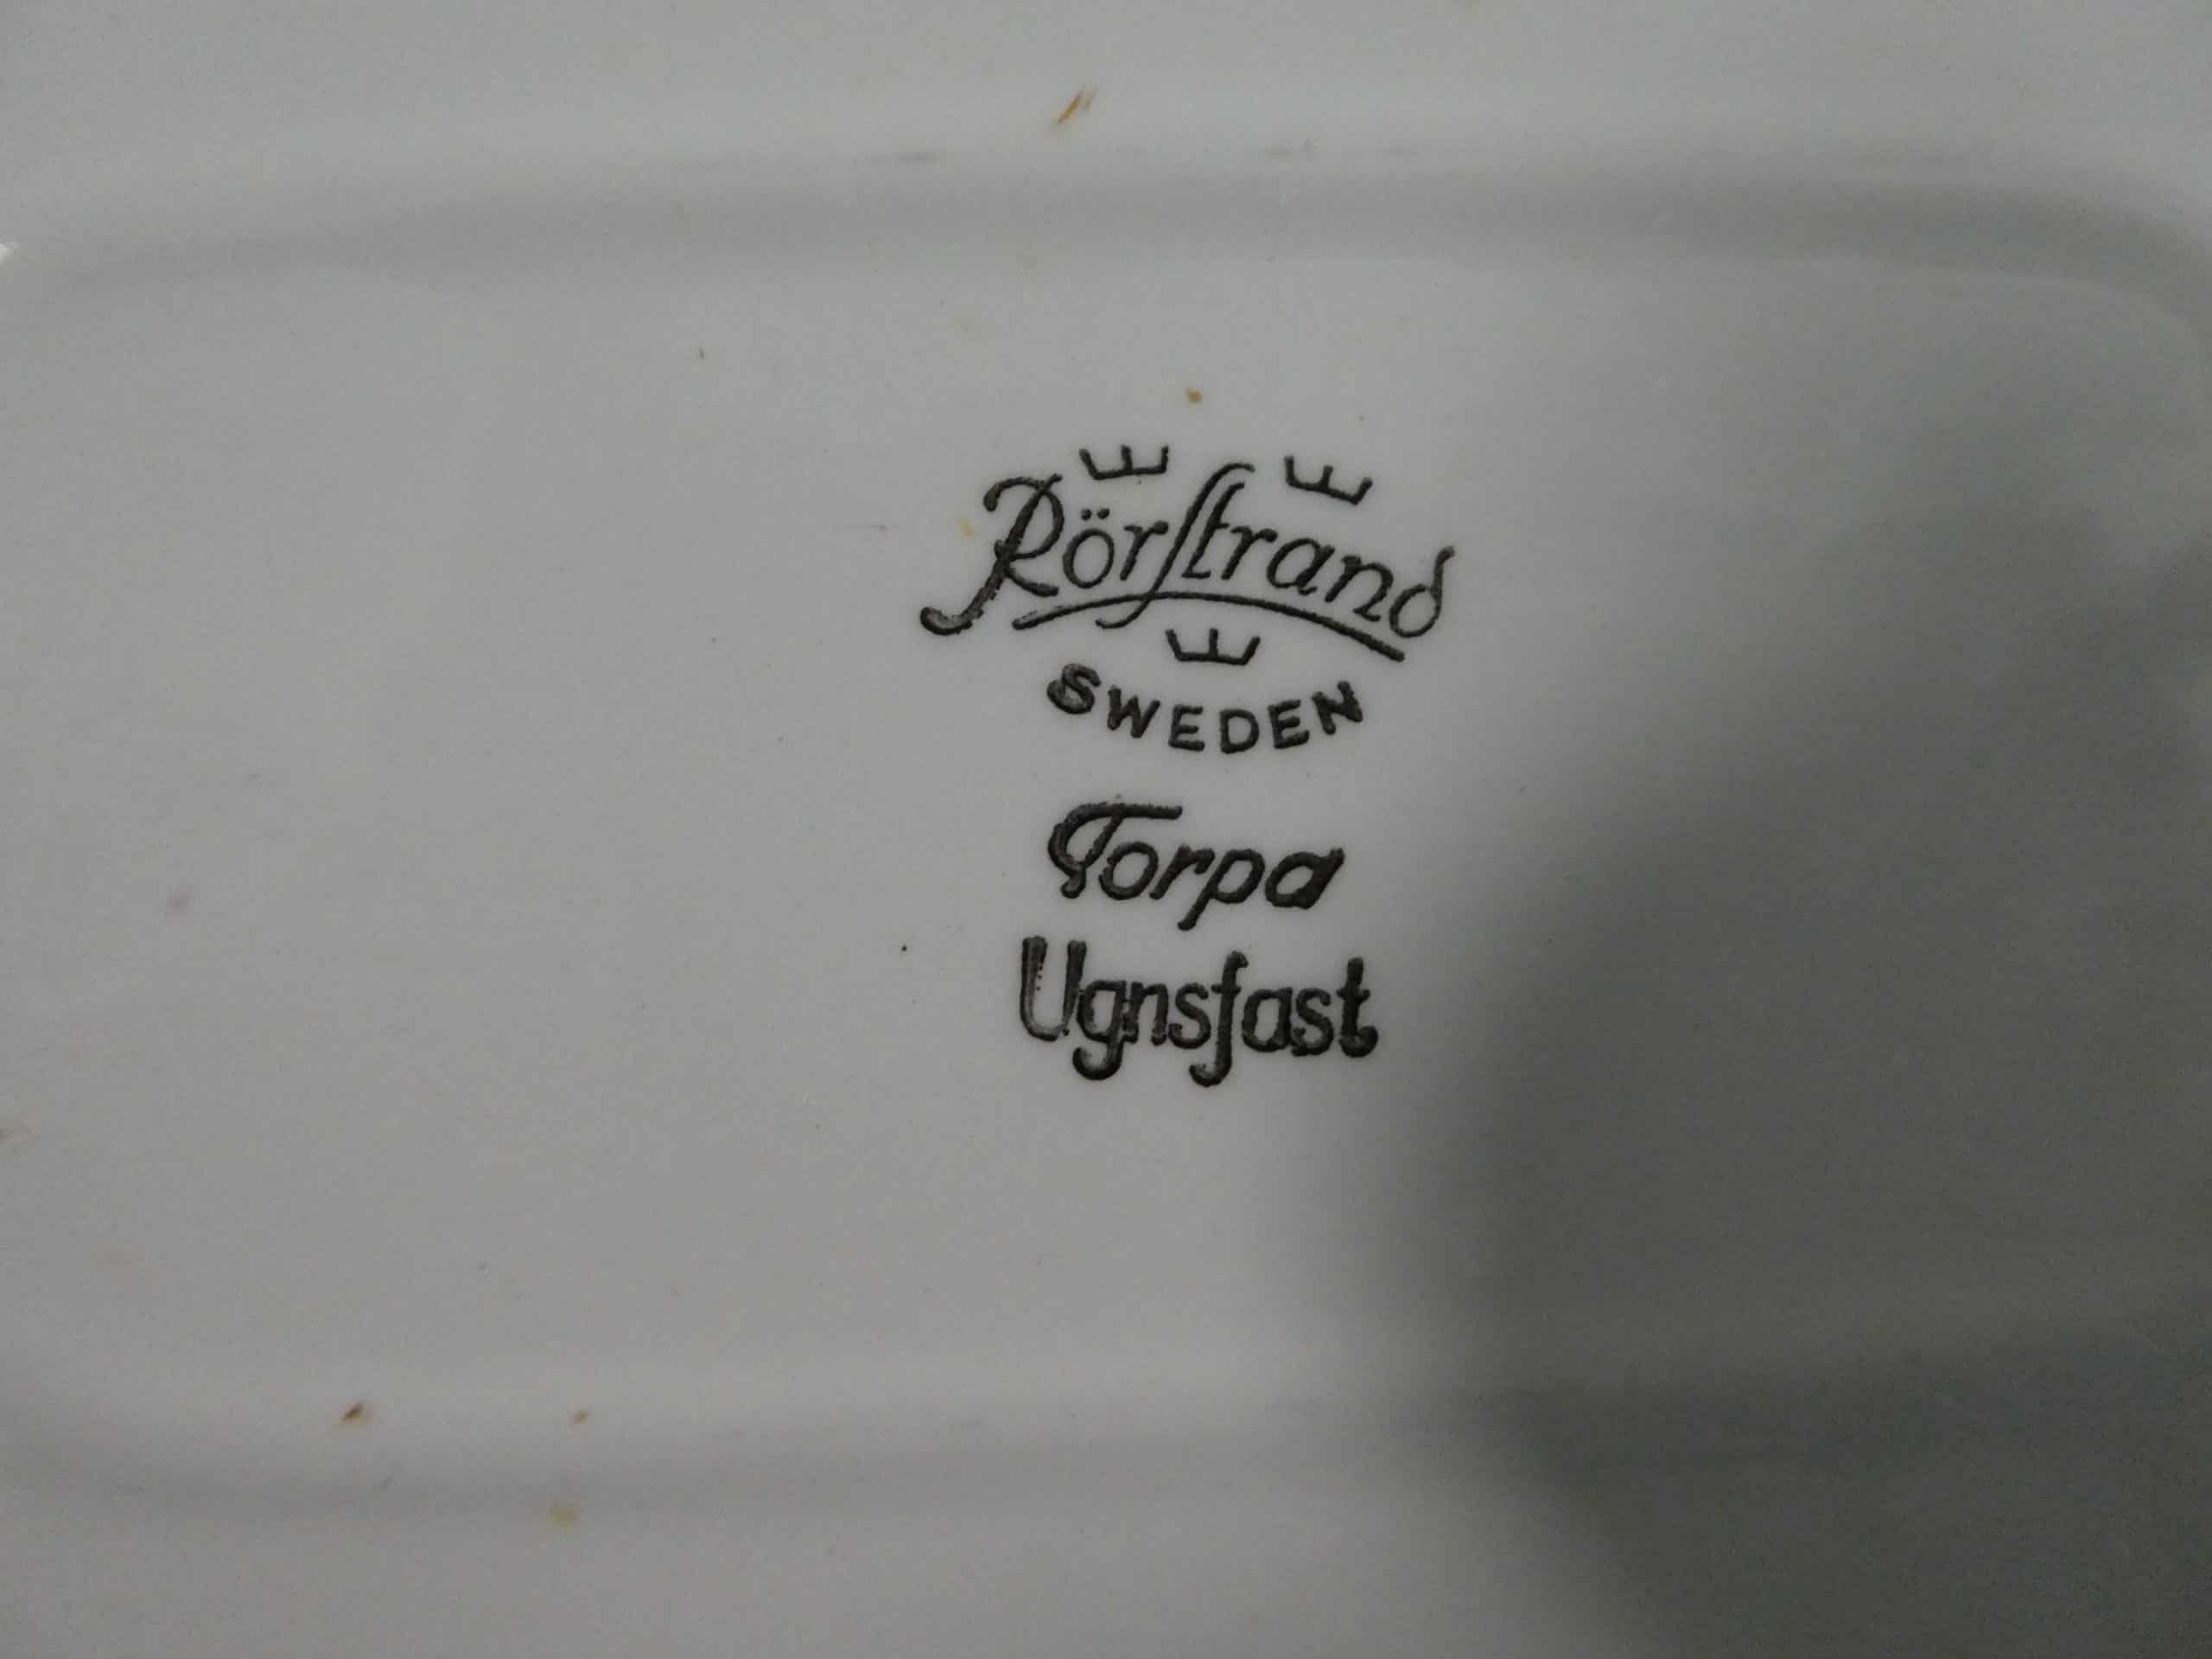 Rörstrand
SWEDEN
Torpa
Ugnsfast